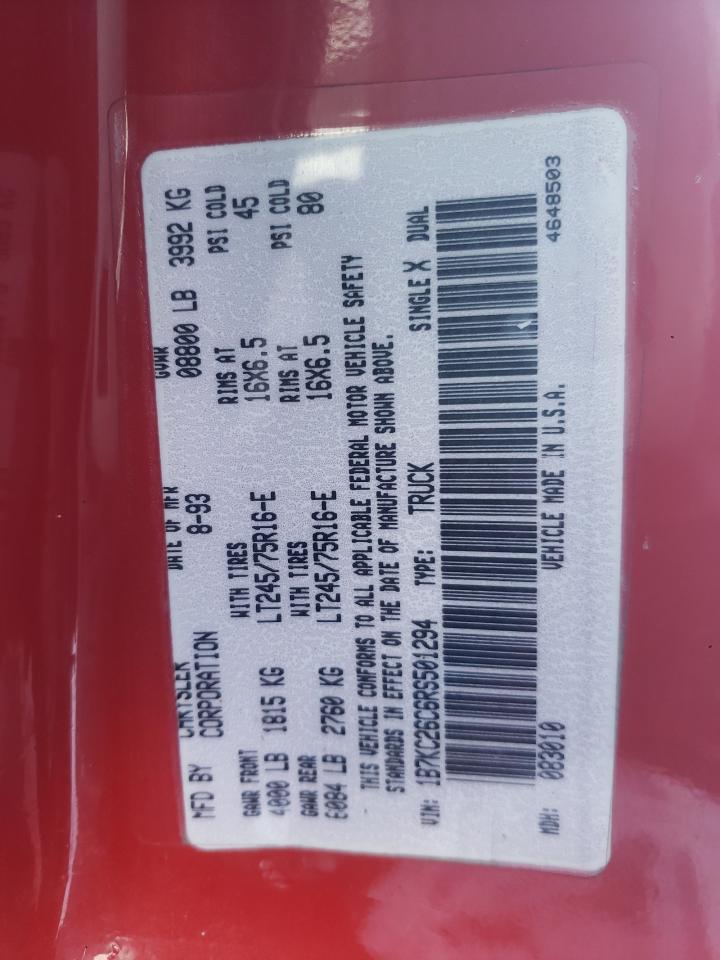 MFD BY CHRYSLER CORPORATION DATE OF MFR 8-93 GVWR 08800 LB 3992 KG
GAWR FRONT WITH TIRES RIMS AT PSI COLD
4000 LB 1815 KG LT245/75R16-E 16X6.5 45
GAWR REAR WITH TIRES RIMS AT PSI COLD
6084 LB 2760 KG LT245/75R16-E 16X6.5 80
THIS VEHICLE CONFORMS TO ALL APPLICABLE FEDERAL MOTOR VEHICLE SAFETY
STANDARDS IN EFFECT ON THE DATE OF MANUFACTURE SHOWN ABOVE.
VIN: 1B7KC26C6RS501294 TYPE: TRUCK SINGLE X DUAL
MDH: 083010 VEHICLE MADE IN U.S.A. 4648503